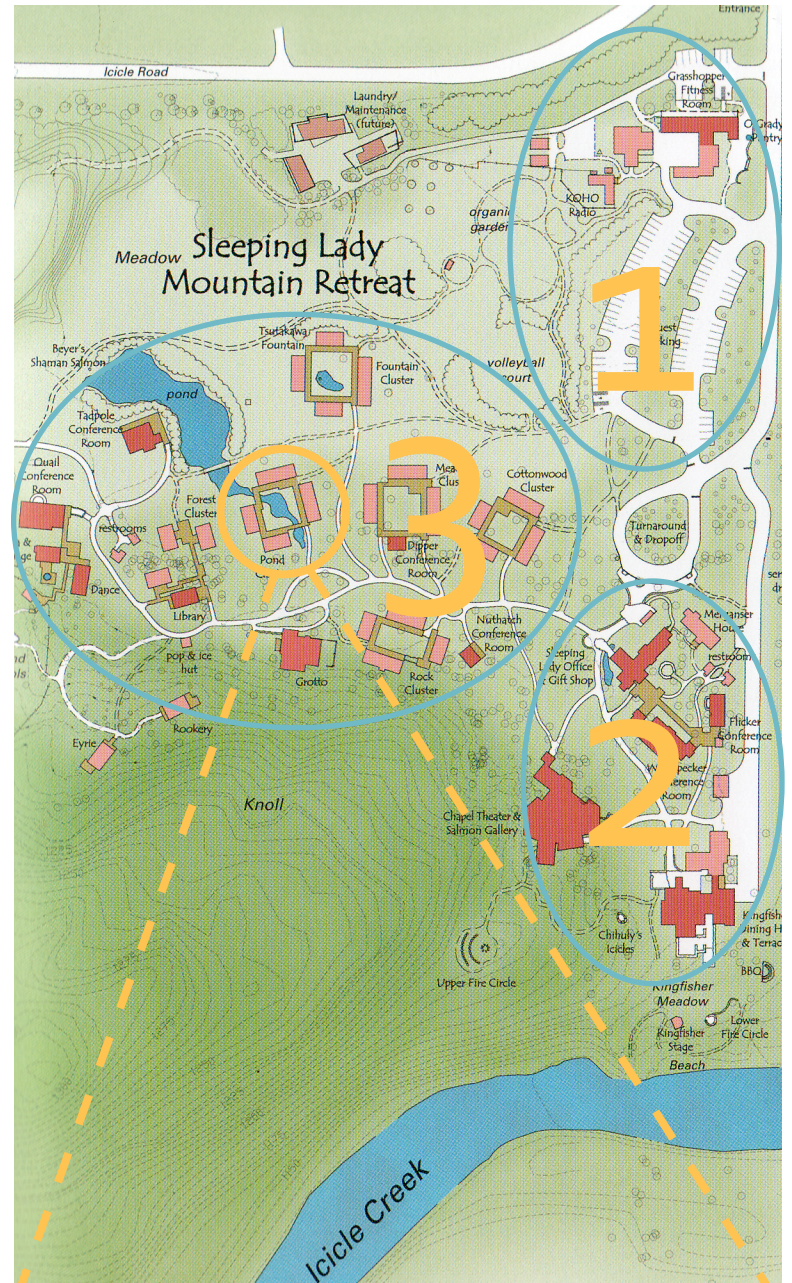 Entrance
Icicle Road
Grasshopper
Fitness
Room
Laundry/
Maintenance
(future)
KOHO
Radio
Meadow
Sleeping Lady
Mountain Retreat
1
Beyer's
Shaman Salmon
pond
Tsutakawa
Fountain
Fountain
Cluster
volleyball
court
Tadpole
Conference
Room
Quail
Conference
Room
Forest
Cluster
restrooms
Dance
Library
Pond
3
Dipper
Conference
Room
Cottonwood
Cluster
Turnaround
& Dropoff
pop & ice
hut
Grotto
Rock
Cluster
Nuthatch
Conference
Room
Rookery
Eyrie
Knoll
Sleeping
Lady Office
& Gift Shop
Merganser
House
restroom
Flicker
Conference
Room
2
Room
Chapel Theater &
Salmon Gallery
Chihuly's
Icicles
Upper Fire Circle
& Terrac
BBQ
Kingfisher
Meadow
Kingfisher
Stage
Lower
Fire Circle
Beach
Icicle Creek